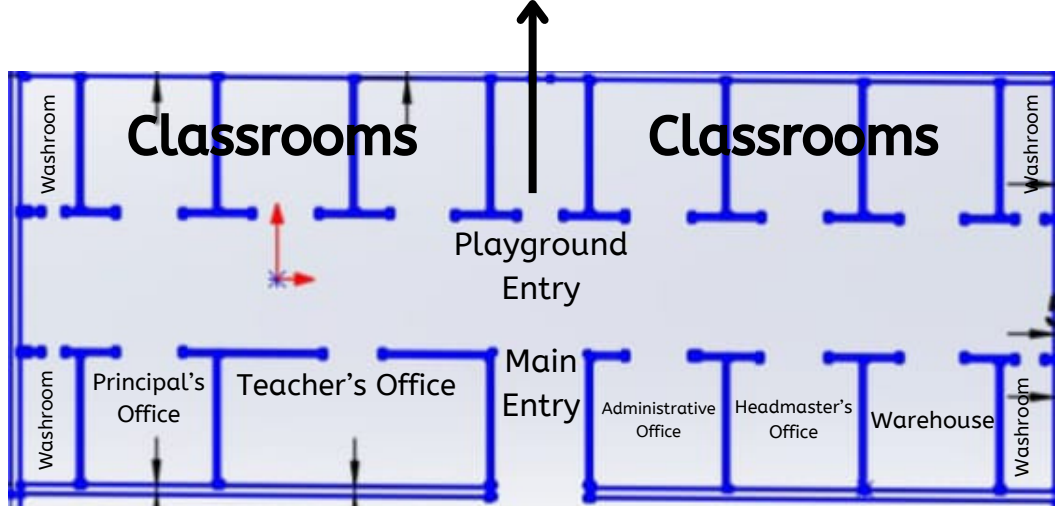 Washroom
Classrooms
Classrooms
Washroom
Playground
Entry
Washroom
Principal's
Office
Teacher's Office
Main
Entry
Administrative
Office
Headmaster's
Office
Warehouse
Washroom